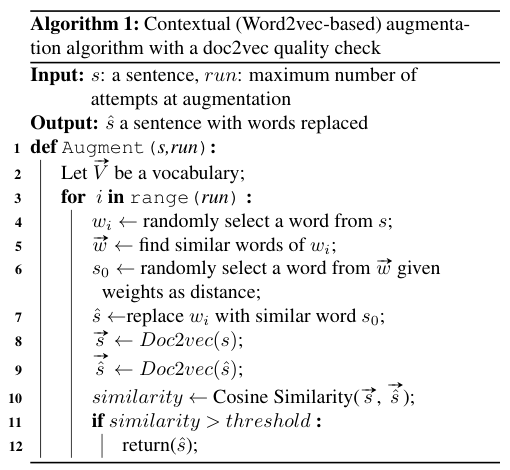 Algorithm 1: Contextual (Word2vec-based) augmenta-
tion algorithm with a doc2vec quality check
Input: s: a sentence, run: maximum number of
attempts at augmentation
Output: ŝ a sentence with words replaced
1 def Augment (s,run):
2 Let V⃗ be a vocabulary;
3 for i in range(run) :
4 wᵢ ← randomly select a word from s;
5 w⃗ ← find similar words of wᵢ;
6 s₀ ← randomly select a word from w⃗ given
weights as distance;
7 ŝ ←replace wᵢ with similar word s₀;
8 s⃗ ← Doc2vec(s);
9 ŝ⃗ ← Doc2vec(ŝ);
10 similarity ← Cosine Similarity(s⃗, ŝ⃗);
11 if similarity > threshold :
12 return(ŝ);